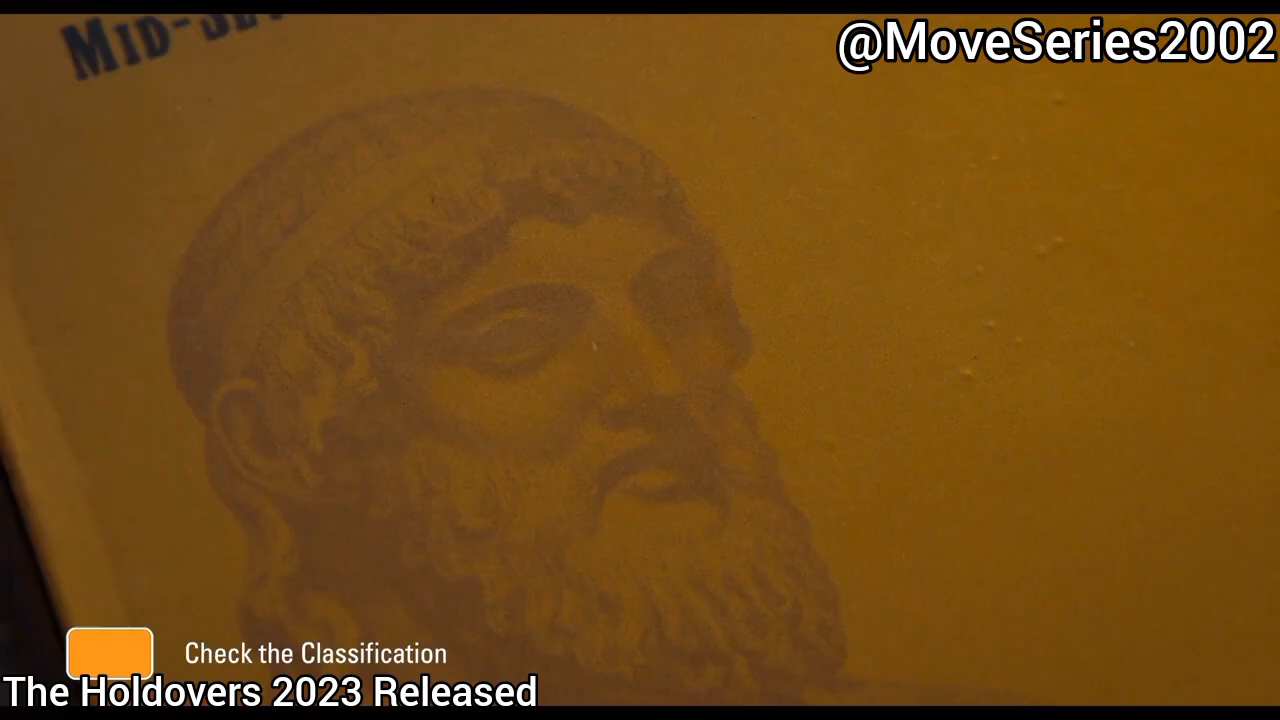 @MoveSeries2002
Check the Classification
The Holdovers 2023 Released